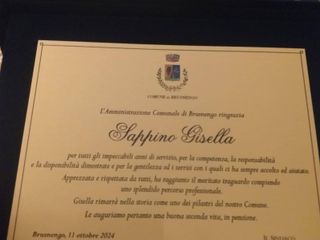 COMUNE DI BRUSNENGO
L'Amministrazione Comunale di Brusnengo ringrazia
Sappino Gisella
per tutti gli impeccabili anni di servizio, per la competenza, la responsabilità
e la disponibilità dimostrate e per la gentilezza ed i sorrisi con i quali ci ha sempre accolto ed aiutato.
Apprezzata e rispettata da tutti, ha raggiunto il meritato traguardo compiendo
uno splendido percorso professionale.
Gisella rimarrà nella storia come uno dei pilastri del nostro Comune.
Le auguriamo pertanto una buona seconda vita, in pensione.
Brusnengo, 11 ottobre 2024
IL SINDACO